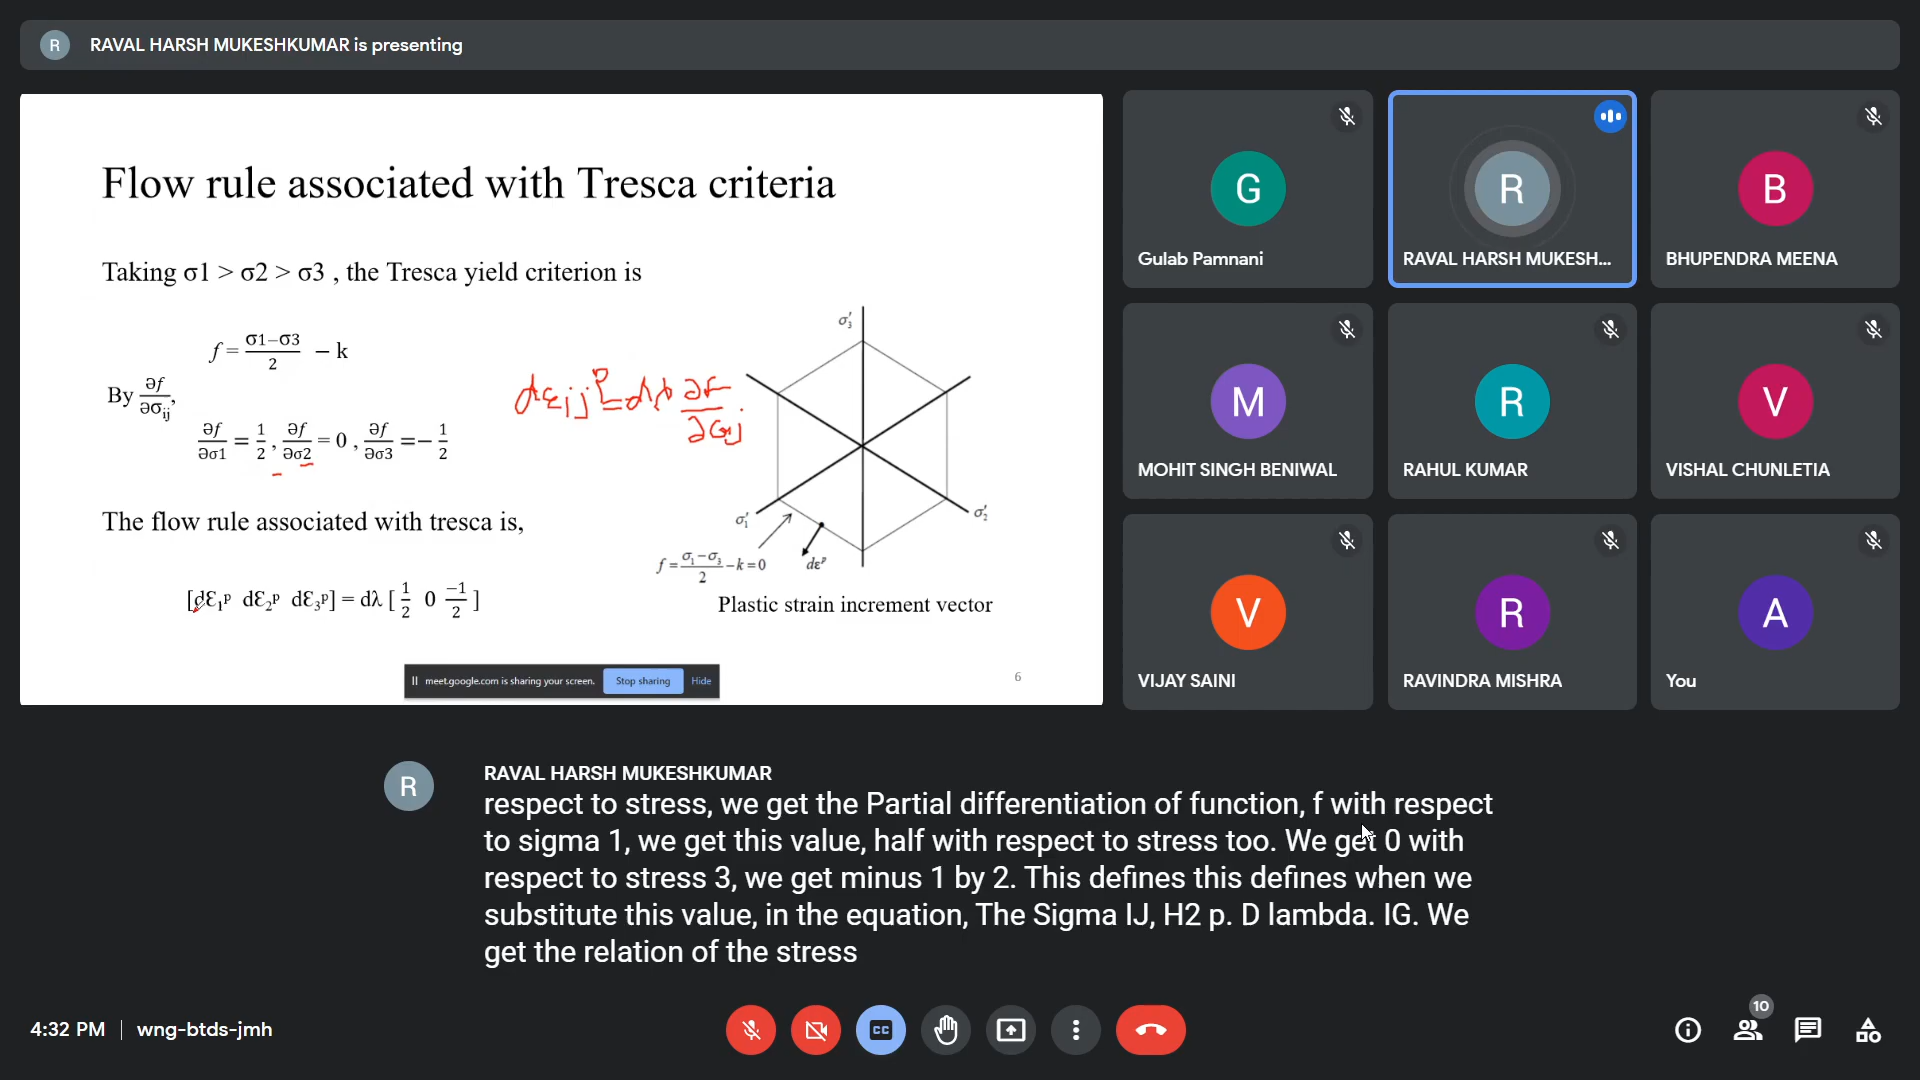 R RAVAL HARSH MUKESHKUMAR is presenting
Flow rule associated with Tresca criteria
Taking σ1 > σ2 > σ3 , the Tresca yield criterion is
f = σ1−σ3 / 2 − k
By ∂f/∂σij,
∂f/∂σ1 = 1/2 , ∂f/∂σ2 = 0 , ∂f/∂σ3 = − 1/2
dεijᵖ = dλ ∂f/∂σij
The flow rule associated with tresca is,
[dƐ₁ᵖ dƐ₂ᵖ dƐ₃ᵖ] = dλ [ 1/2 0 −1/2 ]
σ′₃
σ′₁
σ′₂
f = σ₁−σ₃ / 2 − k = 0
dεᵖ
Plastic strain increment vector
meet.google.com is sharing your screen. Stop sharing Hide
6
G
Gulab Pamnani
R
RAVAL HARSH MUKESH...
B
BHUPENDRA MEENA
M
MOHIT SINGH BENIWAL
R
RAHUL KUMAR
V
VISHAL CHUNLETIA
V
VIJAY SAINI
R
RAVINDRA MISHRA
A
You
R
RAVAL HARSH MUKESHKUMAR
respect to stress, we get the Partial differentiation of function, f with respect
to sigma 1, we get this value, half with respect to stress too. We get 0 with
respect to stress 3, we get minus 1 by 2. This defines this defines when we
substitute this value, in the equation, The Sigma IJ, H2 p. D lambda. IG. We
get the relation of the stress
4:32 PM | wng-btds-jmh
CC
10